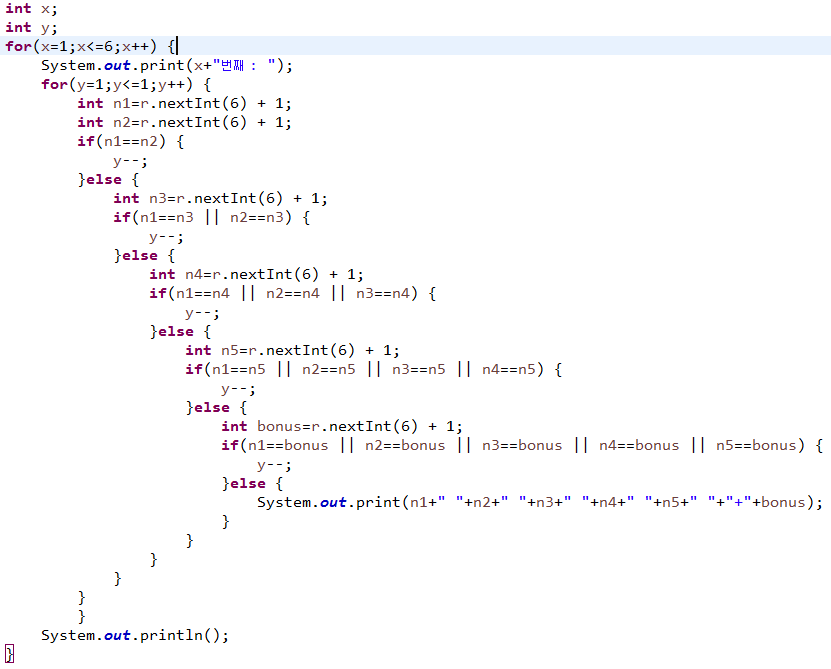 int x;
int y;
for(x=1;x<=6;x++) {
    System.out.print(x+"번째 : ");
    for(y=1;y<=1;y++) {
        int n1=r.nextInt(6) + 1;
        int n2=r.nextInt(6) + 1;
        if(n1==n2) {
            y--;
        }else {
            int n3=r.nextInt(6) + 1;
            if(n1==n3 || n2==n3) {
                y--;
            }else {
                int n4=r.nextInt(6) + 1;
                if(n1==n4 || n2==n4 || n3==n4) {
                    y--;
                }else {
                    int n5=r.nextInt(6) + 1;
                    if(n1==n5 || n2==n5 || n3==n5 || n4==n5) {
                        y--;
                    }else {
                        int bonus=r.nextInt(6) + 1;
                        if(n1==bonus || n2==bonus || n3==bonus || n4==bonus || n5==bonus) {
                            y--;
                        }else {
                            System.out.print(n1+" "+n2+" "+n3+" "+n4+" "+n5+" "+"+"+bonus);
                        }
                    }
                }
            }
        }
        }
    System.out.println();
}